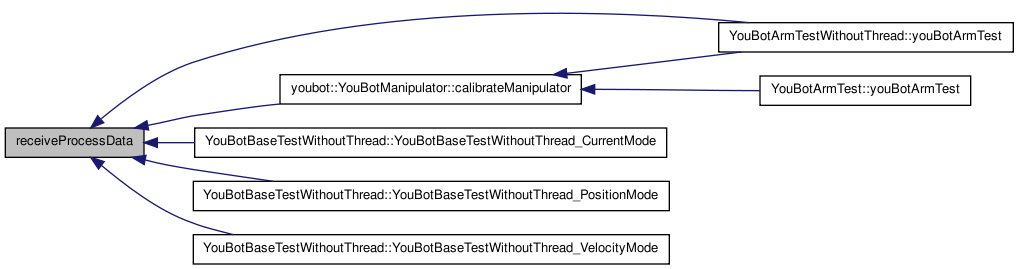 YouBotArmTestWithoutThread::youBotArmTest
youbot::YouBotManipulator::calibrateManipulator
YouBotArmTest::youBotArmTest
receiveProcessData
YouBotBaseTestWithoutThread::YouBotBaseTestWithoutThread_CurrentMode
YouBotBaseTestWithoutThread::YouBotBaseTestWithoutThread_PositionMode
YouBotBaseTestWithoutThread::YouBotBaseTestWithoutThread_VelocityMode